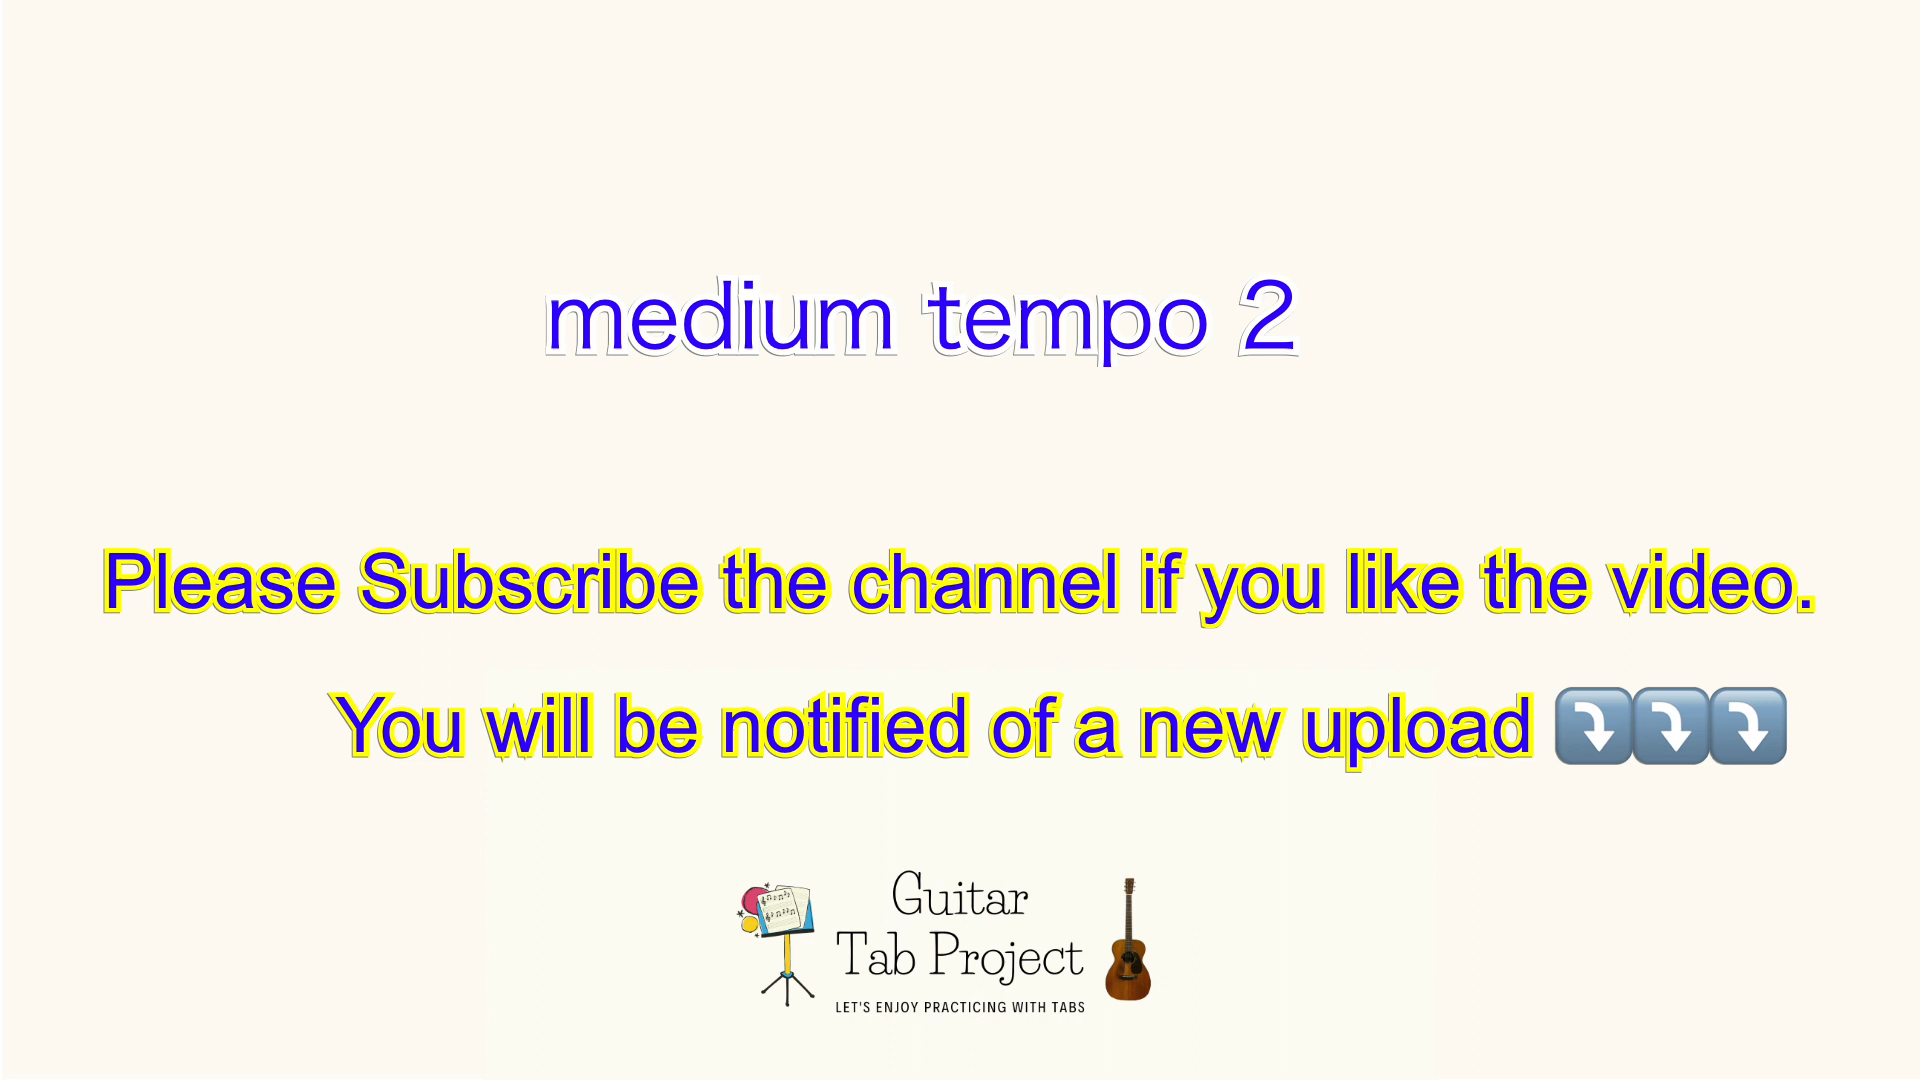 medium tempo 2
Please Subscribe the channel if you like the video.
You will be notified of a new upload ⤵️⤵️⤵️
Guitar
Tab Project
LET'S ENJOY PRACTICING WITH TABS